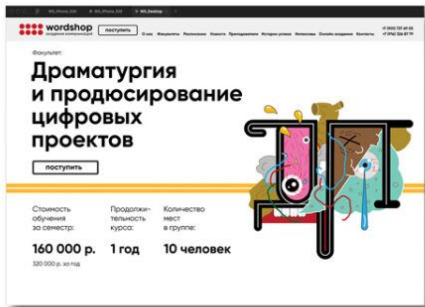 wordshop
академия коммуникаций
поступить
О нас Факультеты Расписание Новости Преподаватели Истории успеха Интенсивы Онлайн-академия Контакты
Факультет:
Драматургия
и продюсирование
цифровых
проектов
поступить
Стоимость
обучения
за семестр:
160 000 р.
320 000 р. за год
Продолжи-
тельность
курса:
1 год
Количество
мест
в группе:
10 человек